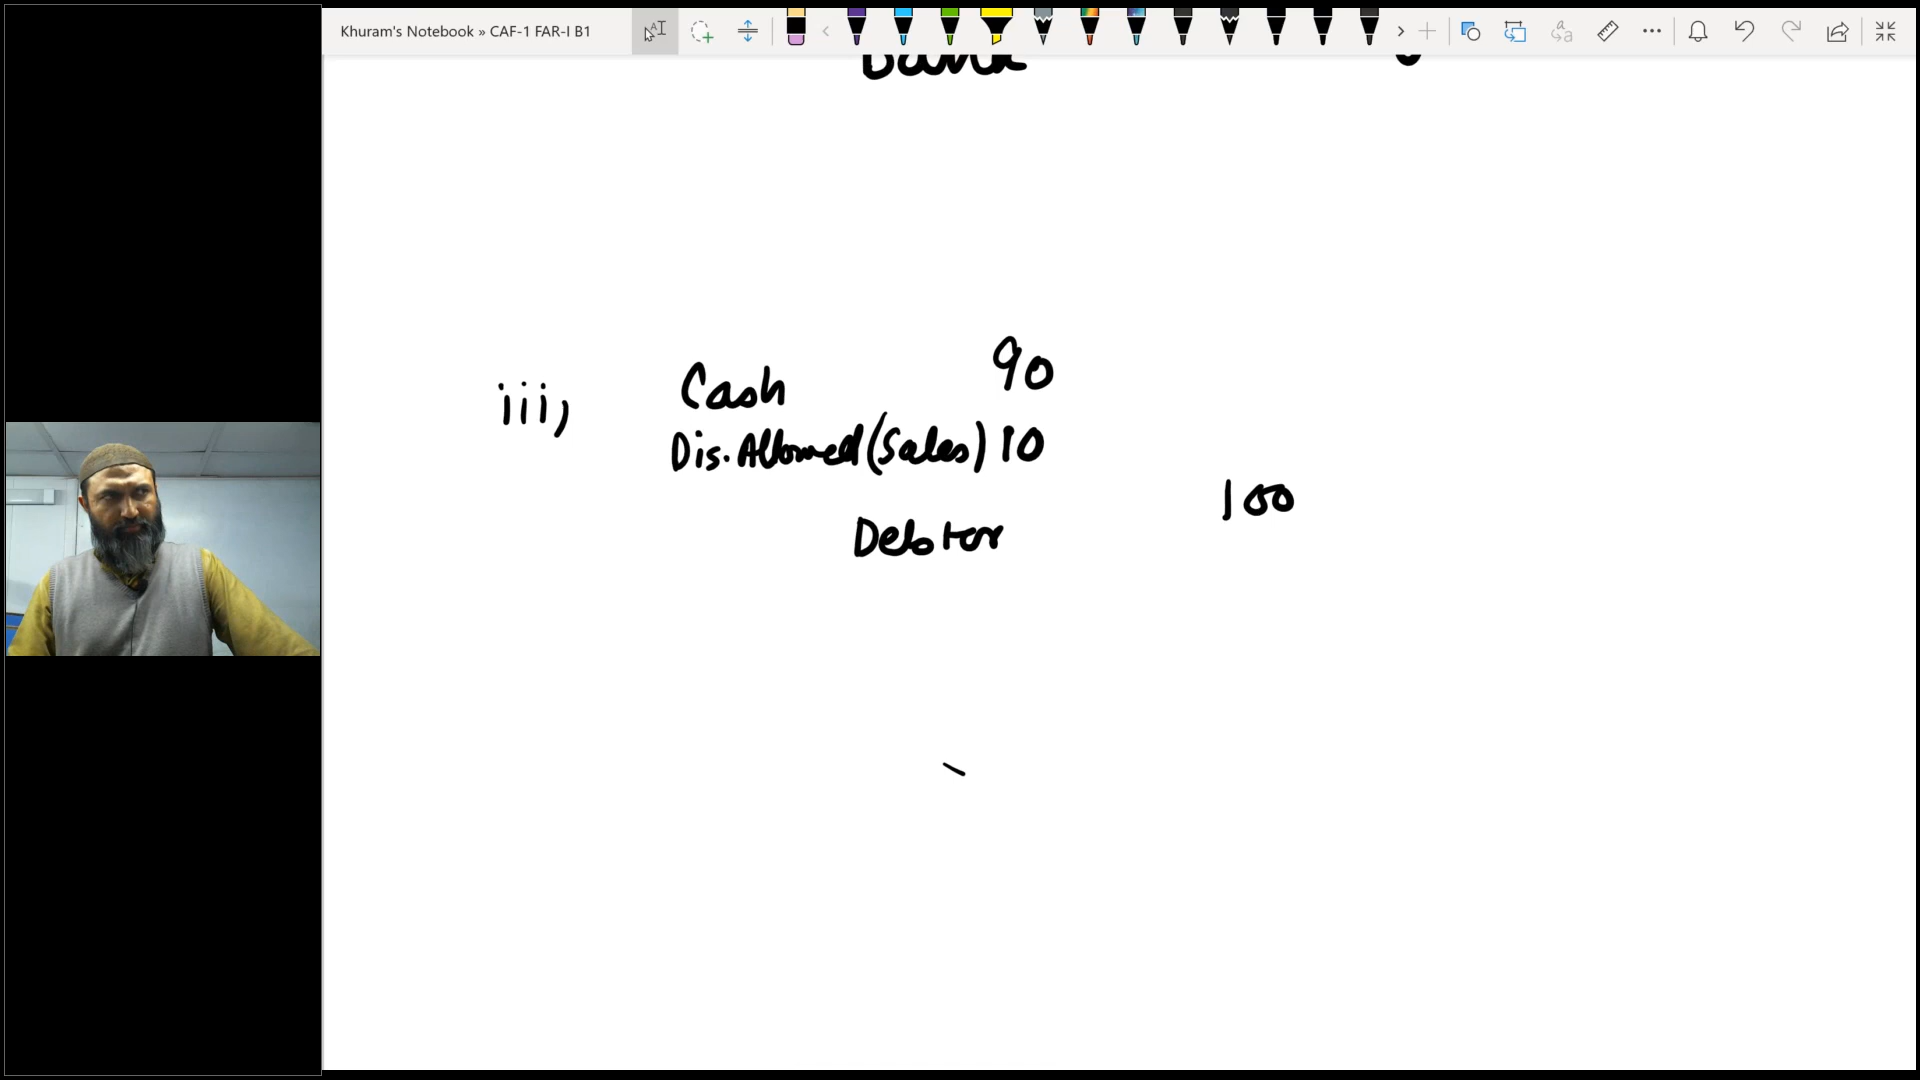 Khuram's Notebook » CAF-1 FAR-I B1
iii, Cash 90
Dis. Allowed (Sales) 10
100
Debtor